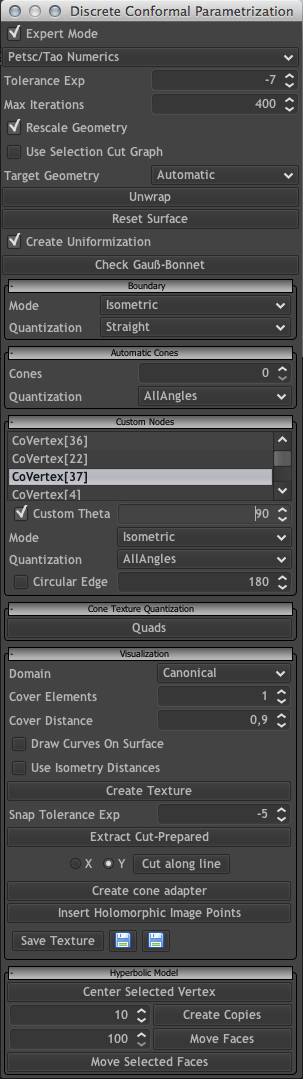 Discrete Conformal Parametrization
Expert Mode
Petsc/Tao Numerics
Tolerance Exp -7
Max Iterations 400
Rescale Geometry
Use Selection Cut Graph
Target Geometry Automatic
Unwrap
Reset Surface
Create Uniformization
Check Gauß-Bonnet
- Boundary
Mode Isometric
Quantization Straight
- Automatic Cones
Cones 0
Quantization AllAngles
- Custom Nodes
CoVertex[36]
CoVertex[22]
CoVertex[37]
CoVertex[4]
Custom Theta 90
Mode Isometric
Quantization AllAngles
Circular Edge 180
- Cone Texture Quantization
Quads
- Visualization
Domain Canonical
Cover Elements 1
Cover Distance 0,9
Draw Curves On Surface
Use Isometry Distances
Create Texture
Snap Tolerance Exp -5
Extract Cut-Prepared
X Y Cut along line
Create cone adapter
Insert Holomorphic Image Points
Save Texture
- Hyperbolic Model
Center Selected Vertex
10 Create Copies
100 Move Faces
Move Selected Faces